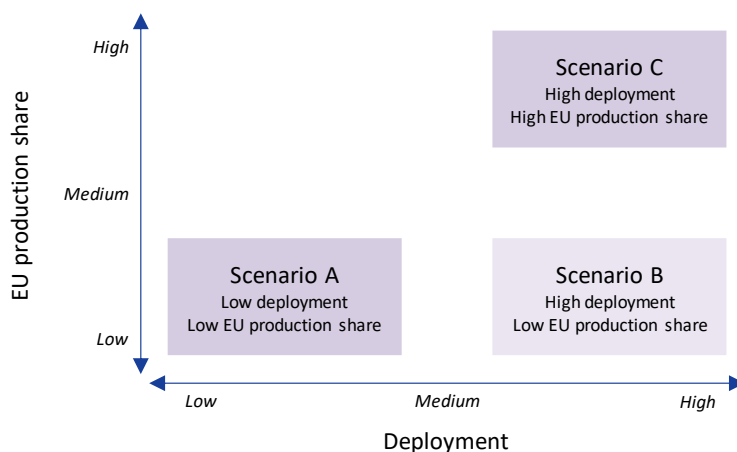 High
Scenario C
High deployment
High EU production share
EU production share
Medium
Scenario A
Low deployment
Low EU production share
Scenario B
High deployment
Low EU production share
Low
Low
Medium
High
Deployment